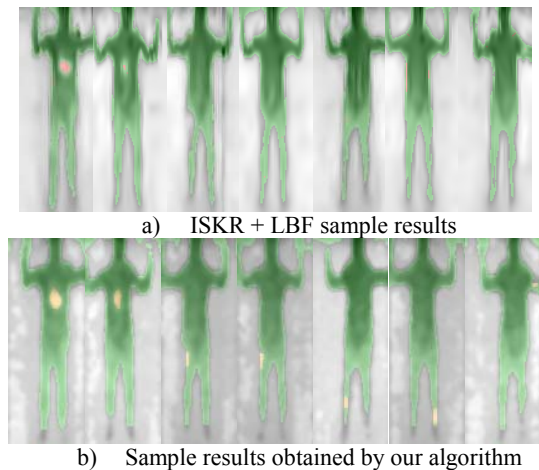 a) ISKR + LBF sample results
b) Sample results obtained by our algorithm